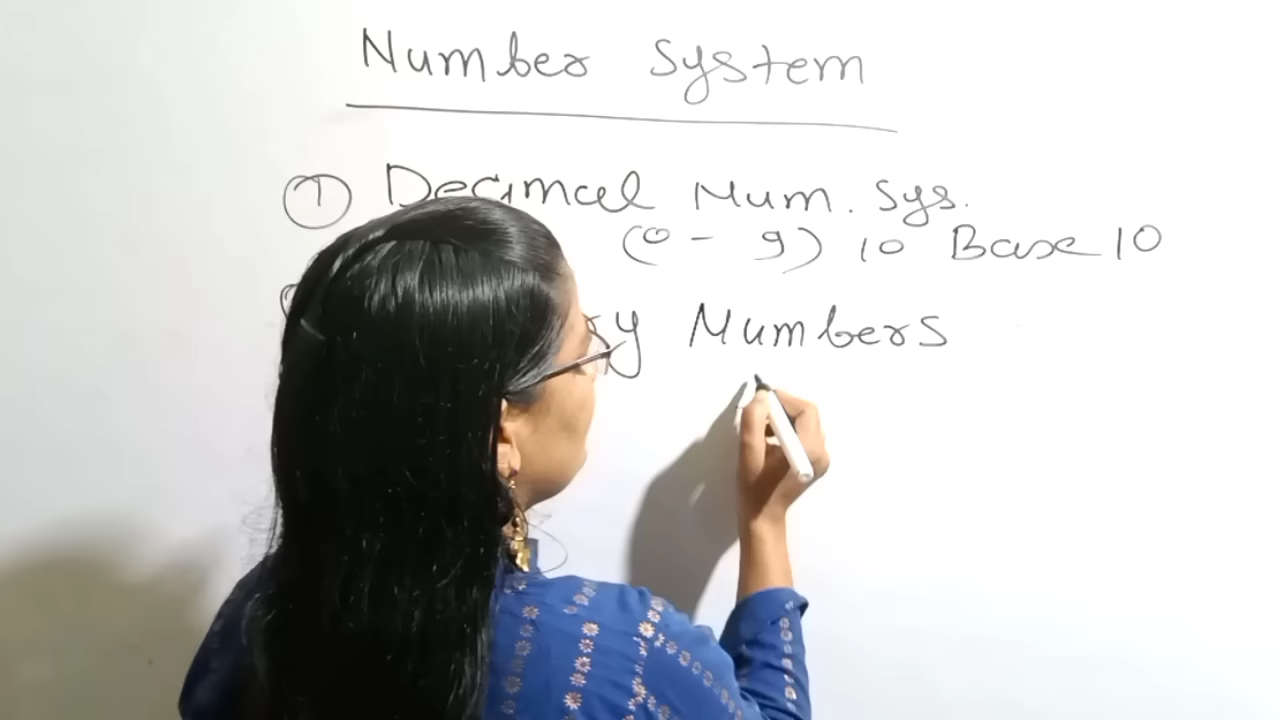 Number System
① Decimal Num. Sys.
(0 - 9) 10 Base 10
Numbers